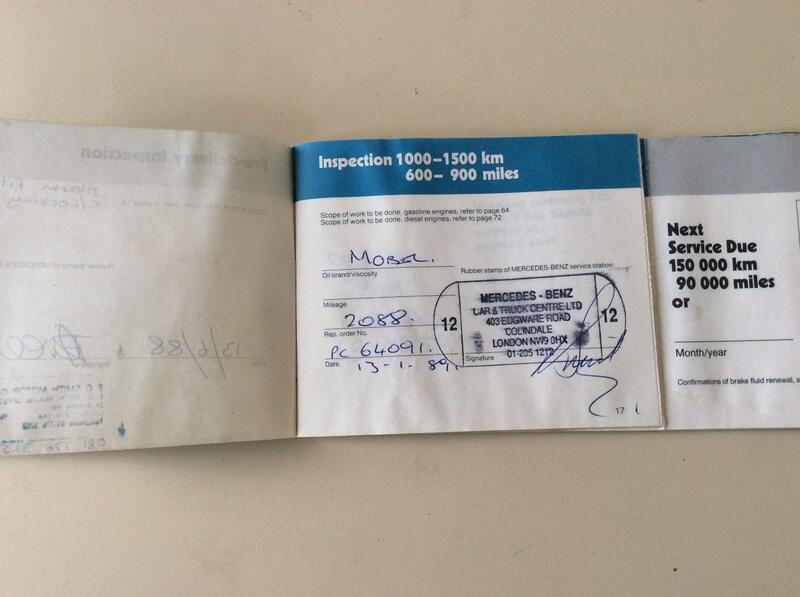 Pre-delivery Inspection
Alarm Fit
C/Locking
13/6/88
Signature
Inspection 1000–1500 km
600– 900 miles
Scope of work to be done, gasoline engines, refer to page 64
Scope of work to be done, diesel engines, refer to page 72
MOBEL.
Oil brand/viscosity
Rubber stamp of MERCEDES-BENZ service station
Mileage
2088.
Rep. order No.
PC 64091.
Date
13-1. 89.
12
MERCEDES - BENZ
CAR & TRUCK CENTRE LTD
403 EDGWARE ROAD
COLINDALE
LONDON NW9 0HX
01-205 1212
12
Signature
17
Next
Service Due
150 000 km
90 000 miles
or
Month/year
Confirmations of brake fluid renewal, s